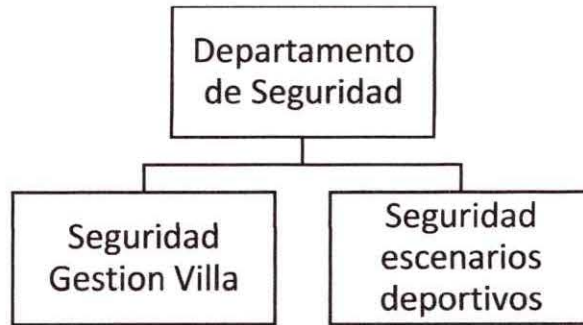 Departamento
de Seguridad
Seguridad
Gestion Villa
Seguridad
escenarios
deportivos